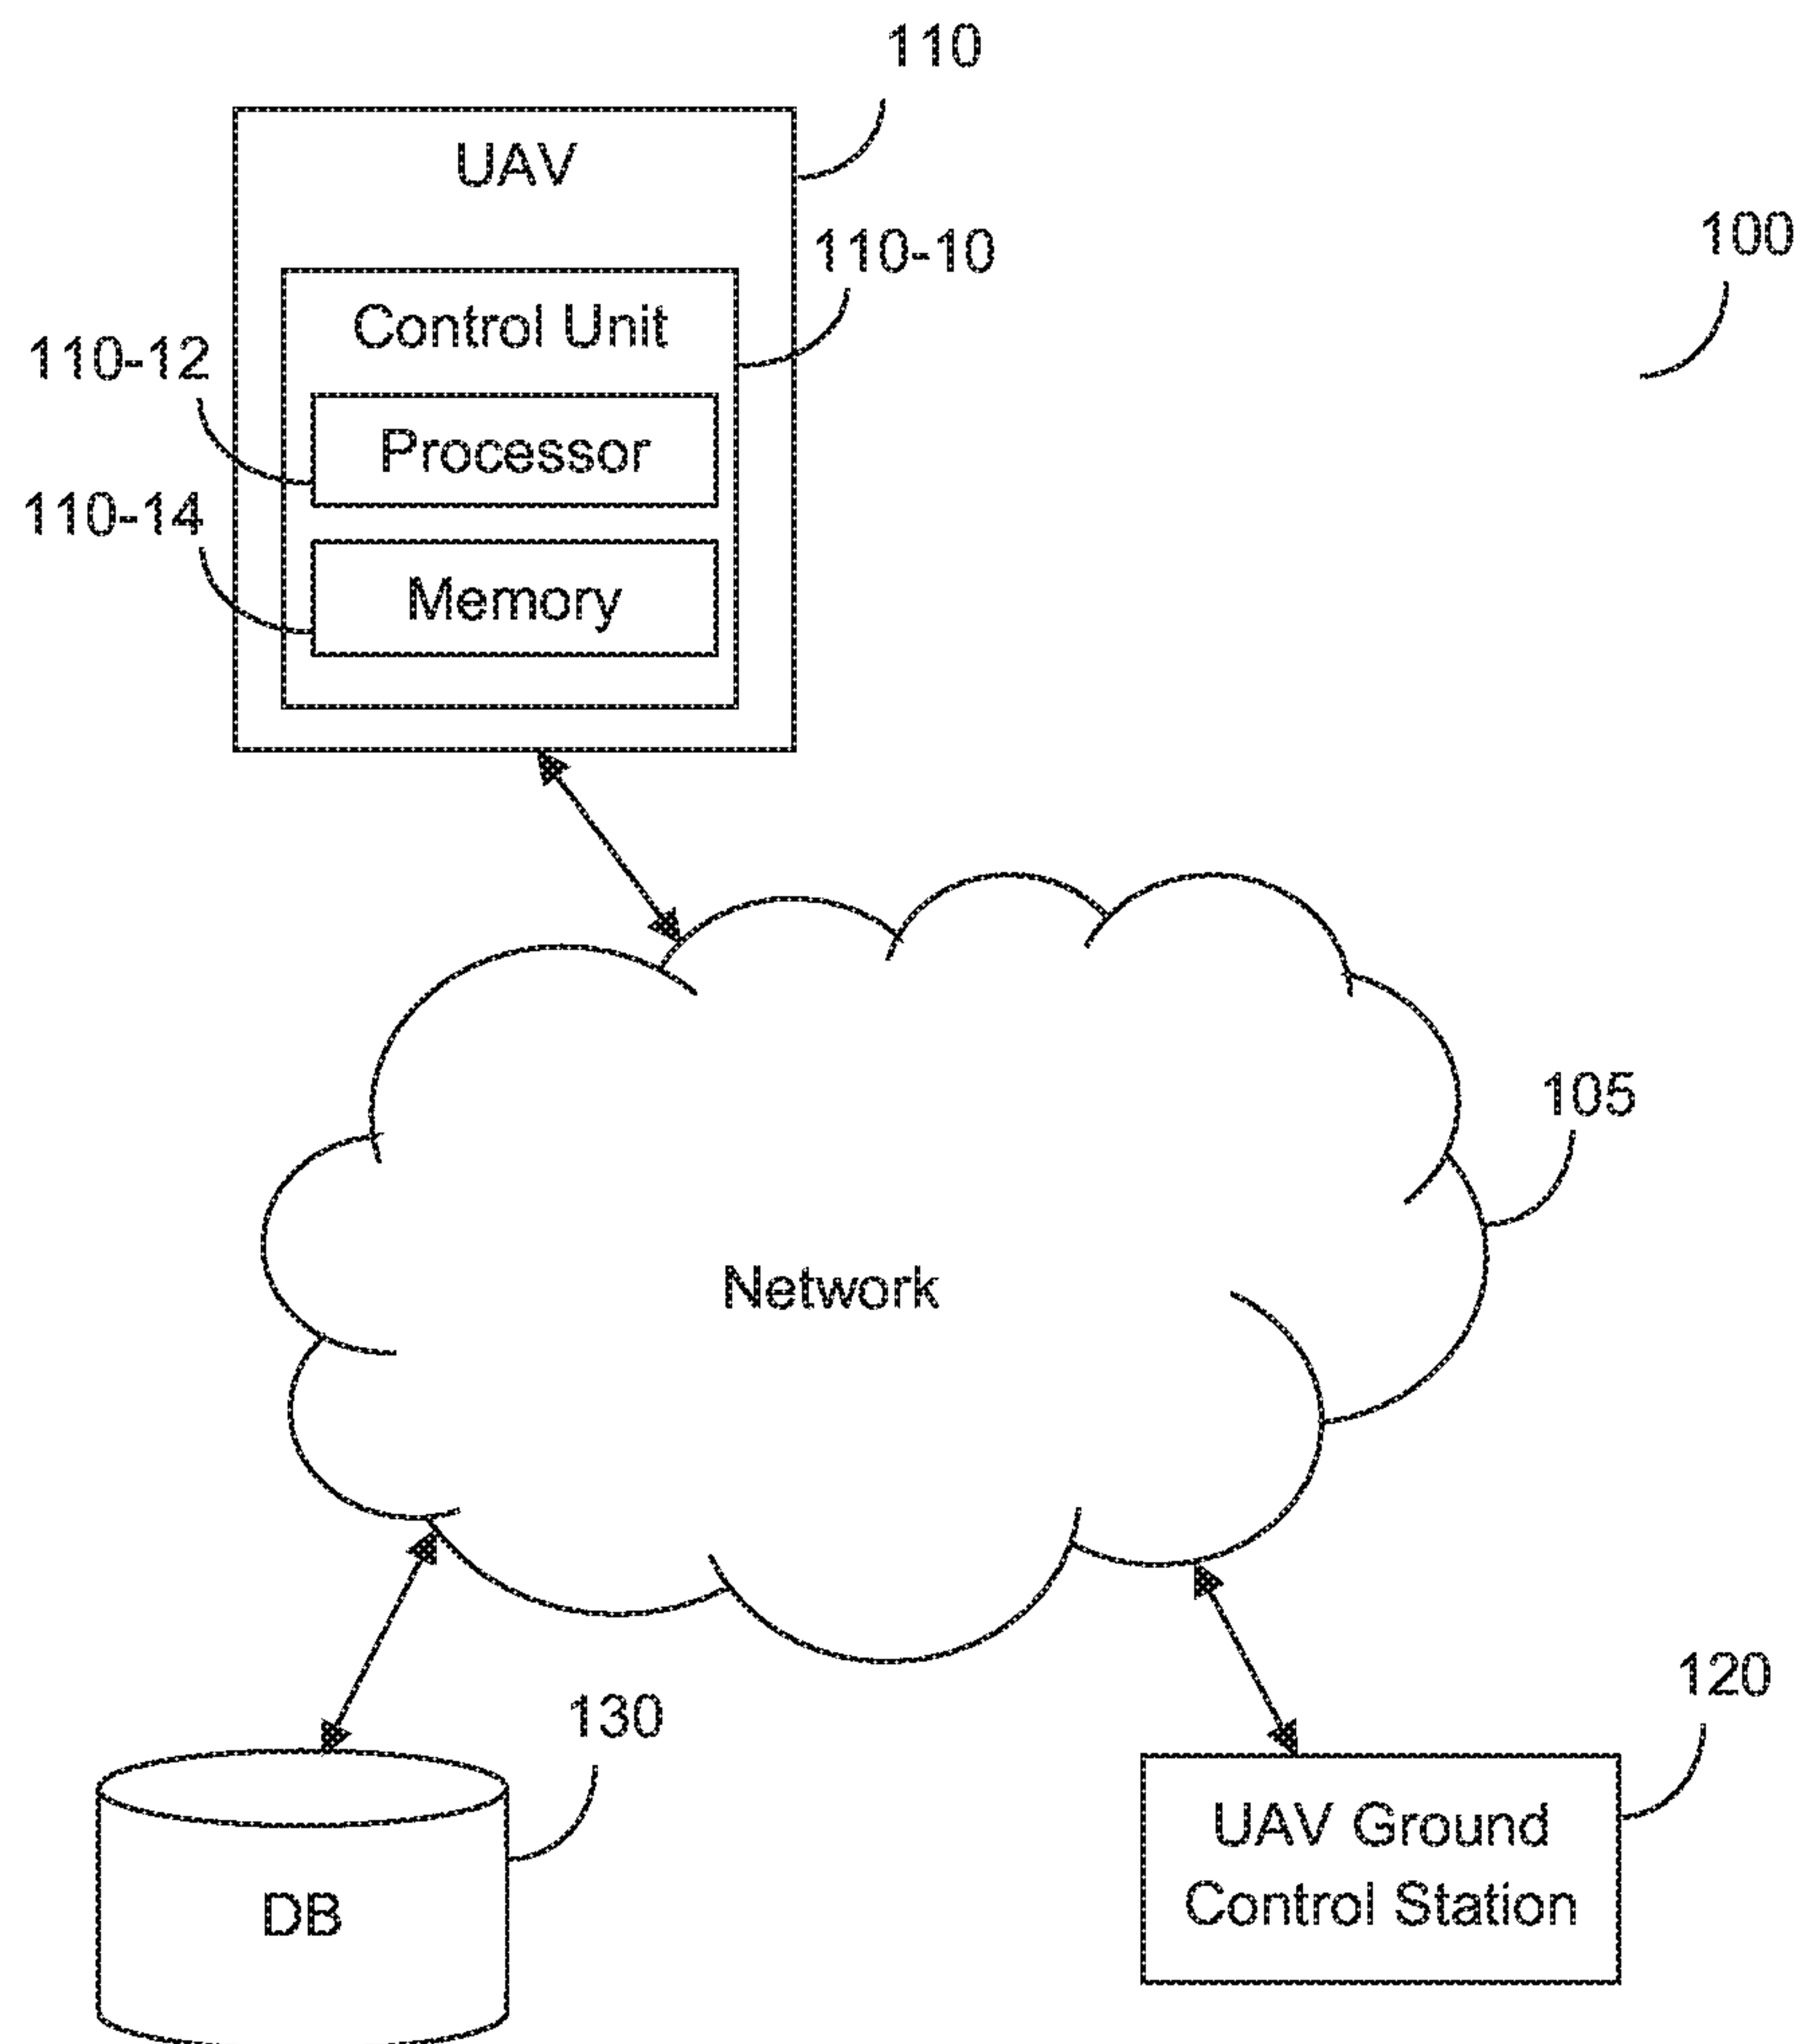 110
UAV
100
110-10
Control Unit
110-12
Processor
110-14
Memory
105
Network
120
130
UAV Ground
Control Station
DB